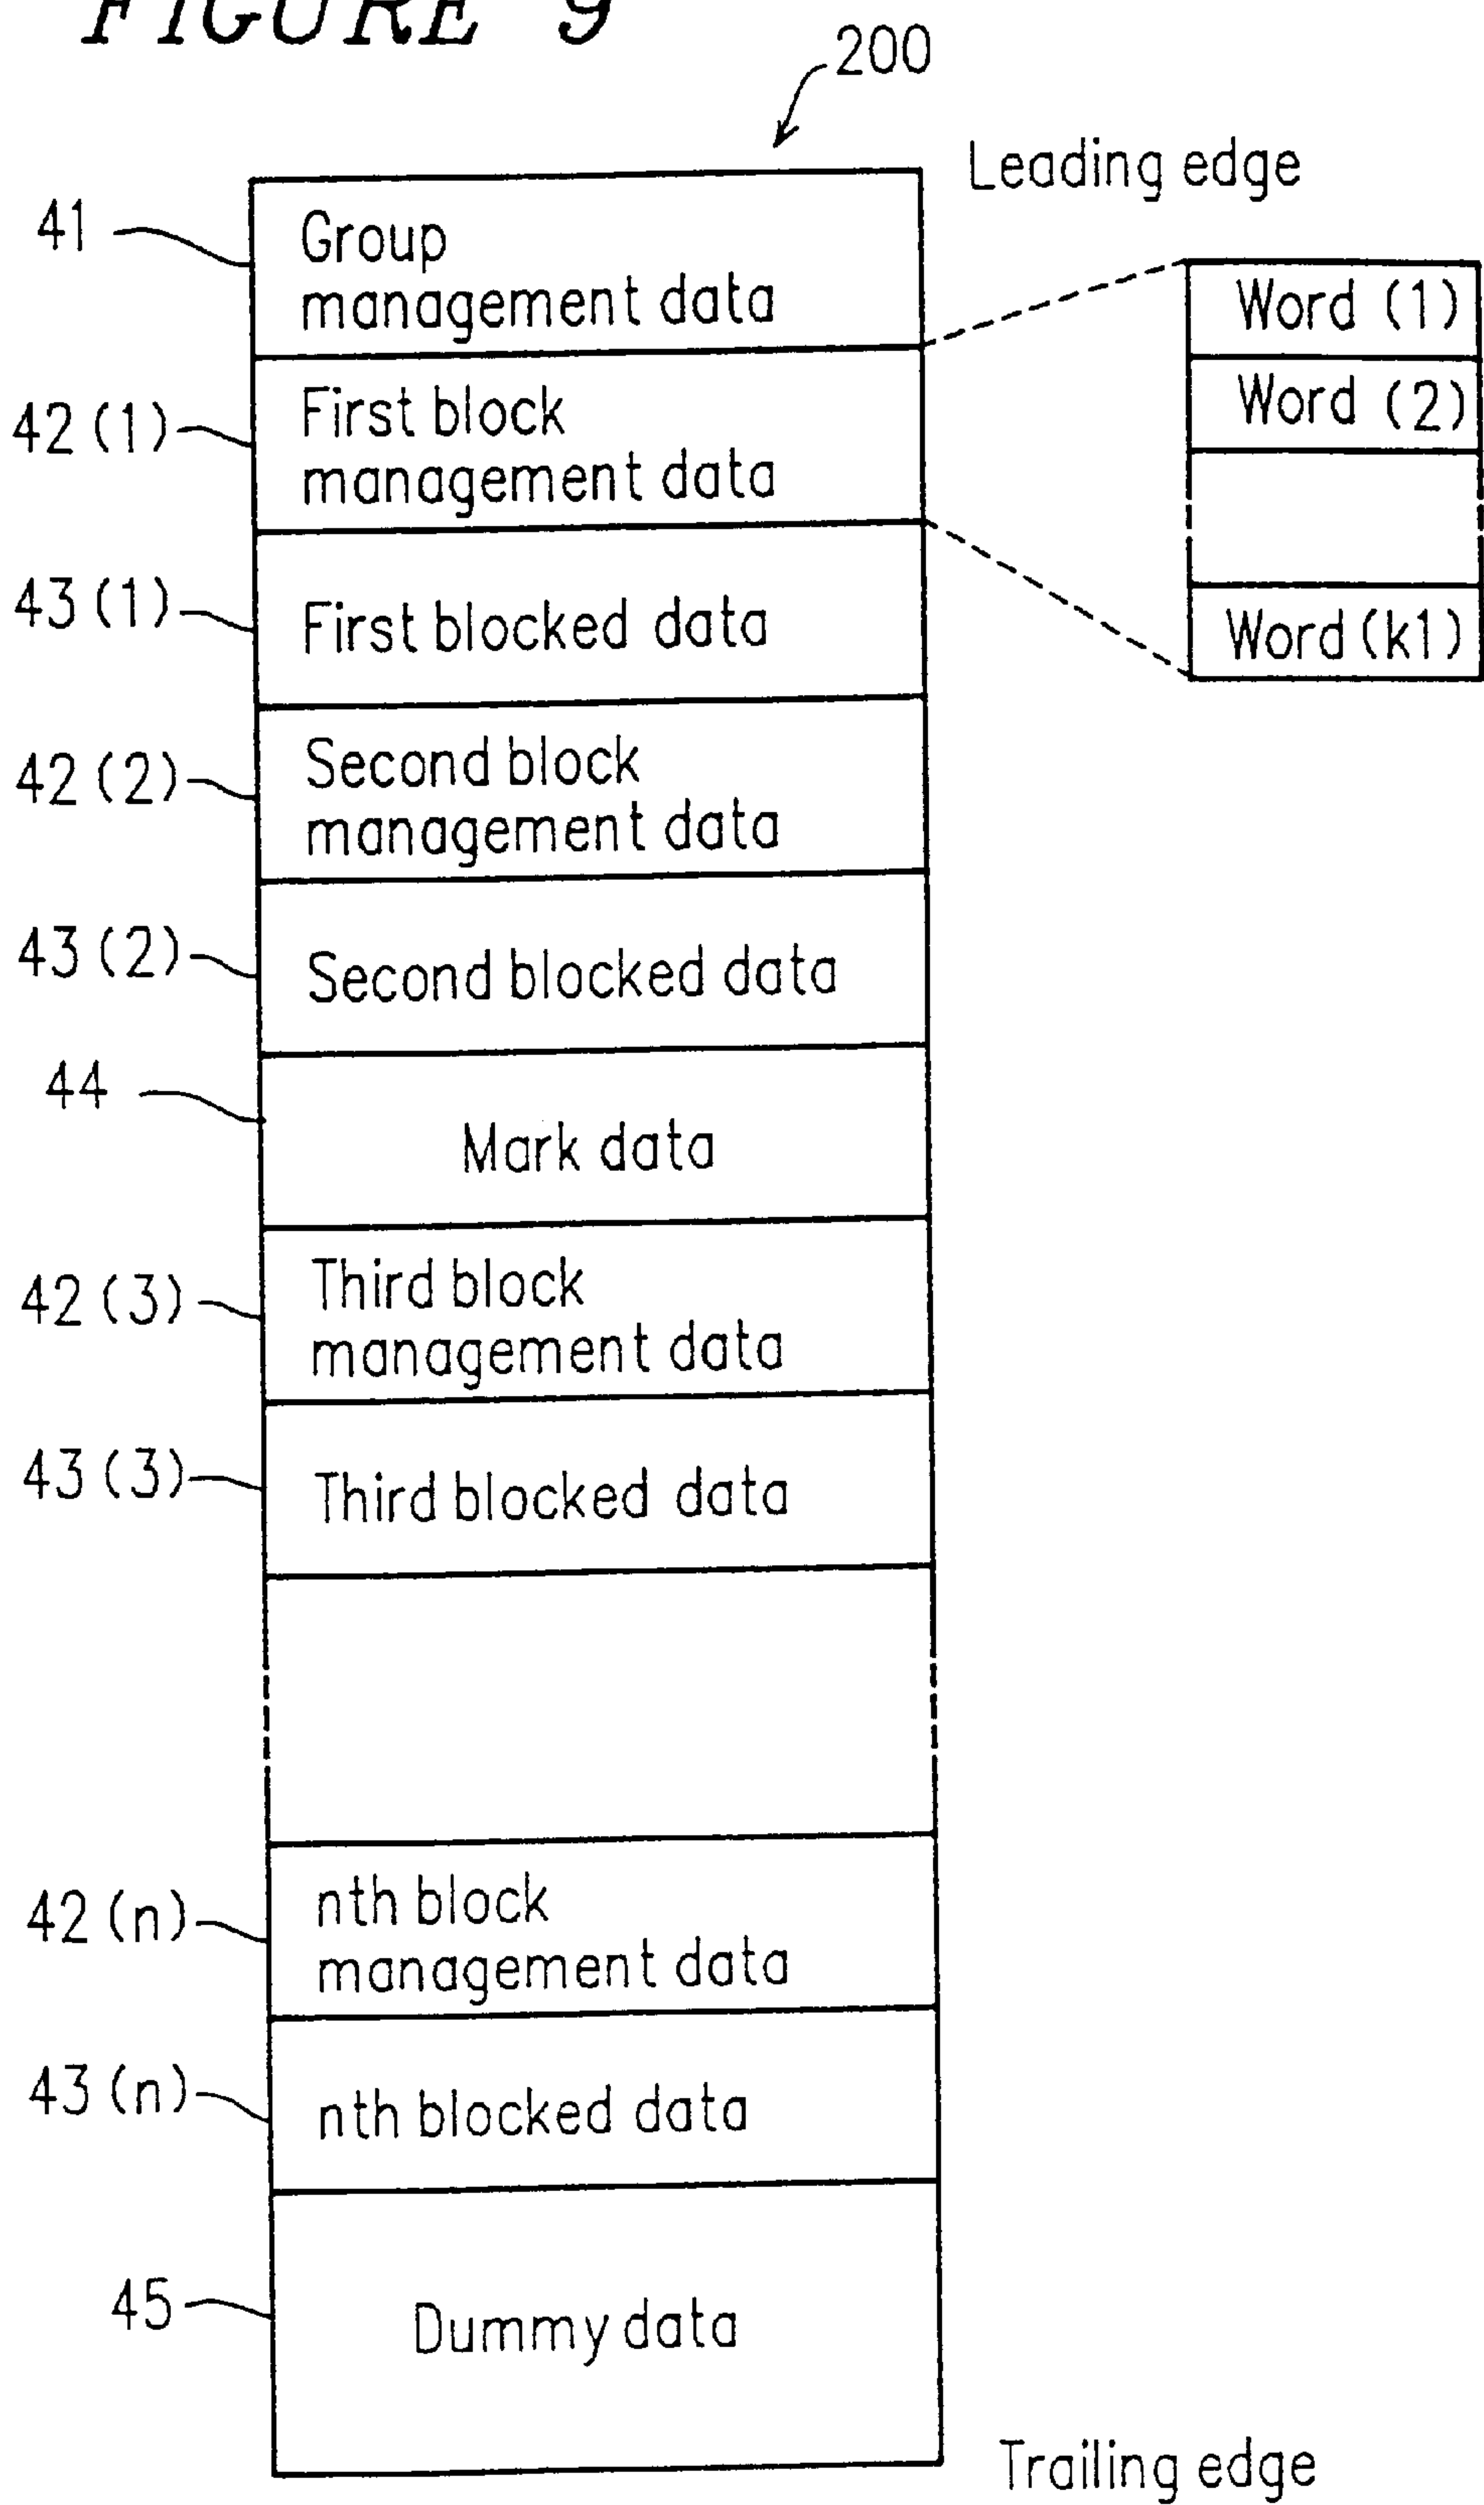 FIGURE 9
200
Leading edge
41
Group
management data
Word (1)
Word (2)
Word (k1)
42 (1)
First block
management data
43 (1)
First blocked data
42 (2)
Second block
management data
43 (2)
Second blocked data
44
Mark data
42 (3)
Third block
management data
43 (3)
Third blocked data
42 (n)
nth block
management data
43 (n)
nth blocked data
45
Dummy data
Trailing edge